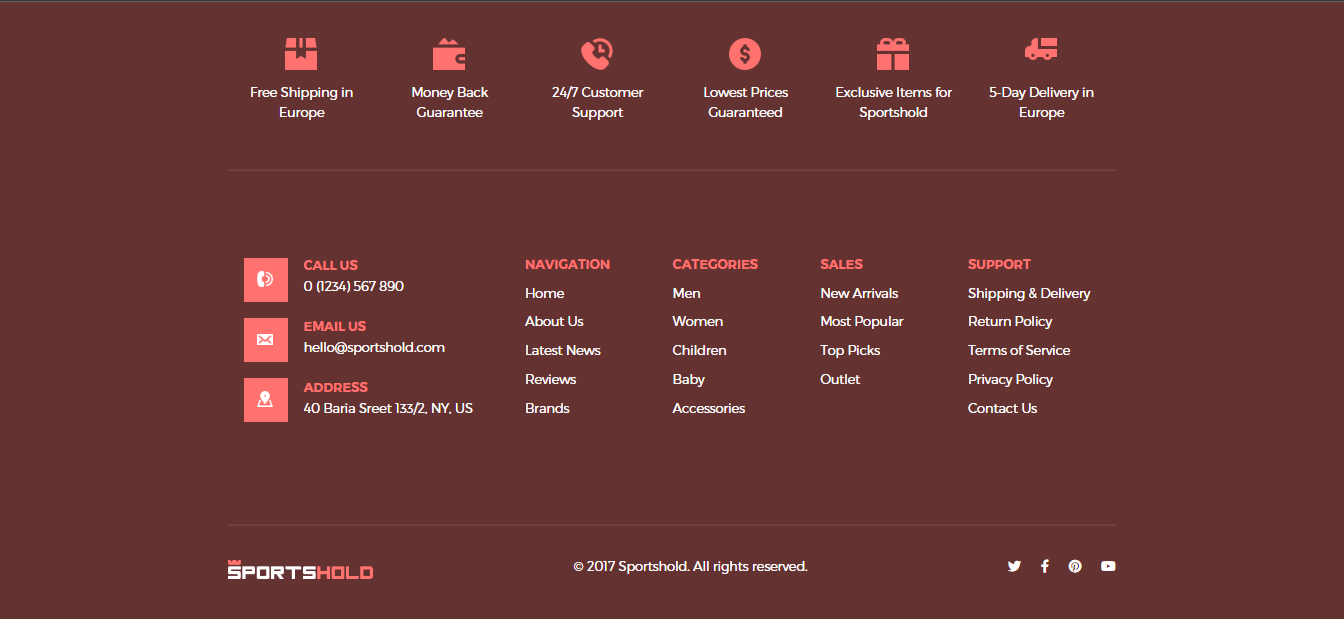 Free Shipping in
Europe
Money Back
Guarantee
24/7 Customer
Support
Lowest Prices
Guaranteed
Exclusive Items for
Sportshold
5-Day Delivery in
Europe
CALL US
0 (1234) 567 890
EMAIL US
hello@sportshold.com
ADDRESS
40 Baria Sreet 133/2, NY, US
NAVIGATION
Home
About Us
Latest News
Reviews
Brands
CATEGORIES
Men
Women
Children
Baby
Accessories
SALES
New Arrivals
Most Popular
Top Picks
Outlet
SUPPORT
Shipping & Delivery
Return Policy
Terms of Service
Privacy Policy
Contact Us
SPORTSHOLD
© 2017 Sportshold. All rights reserved.